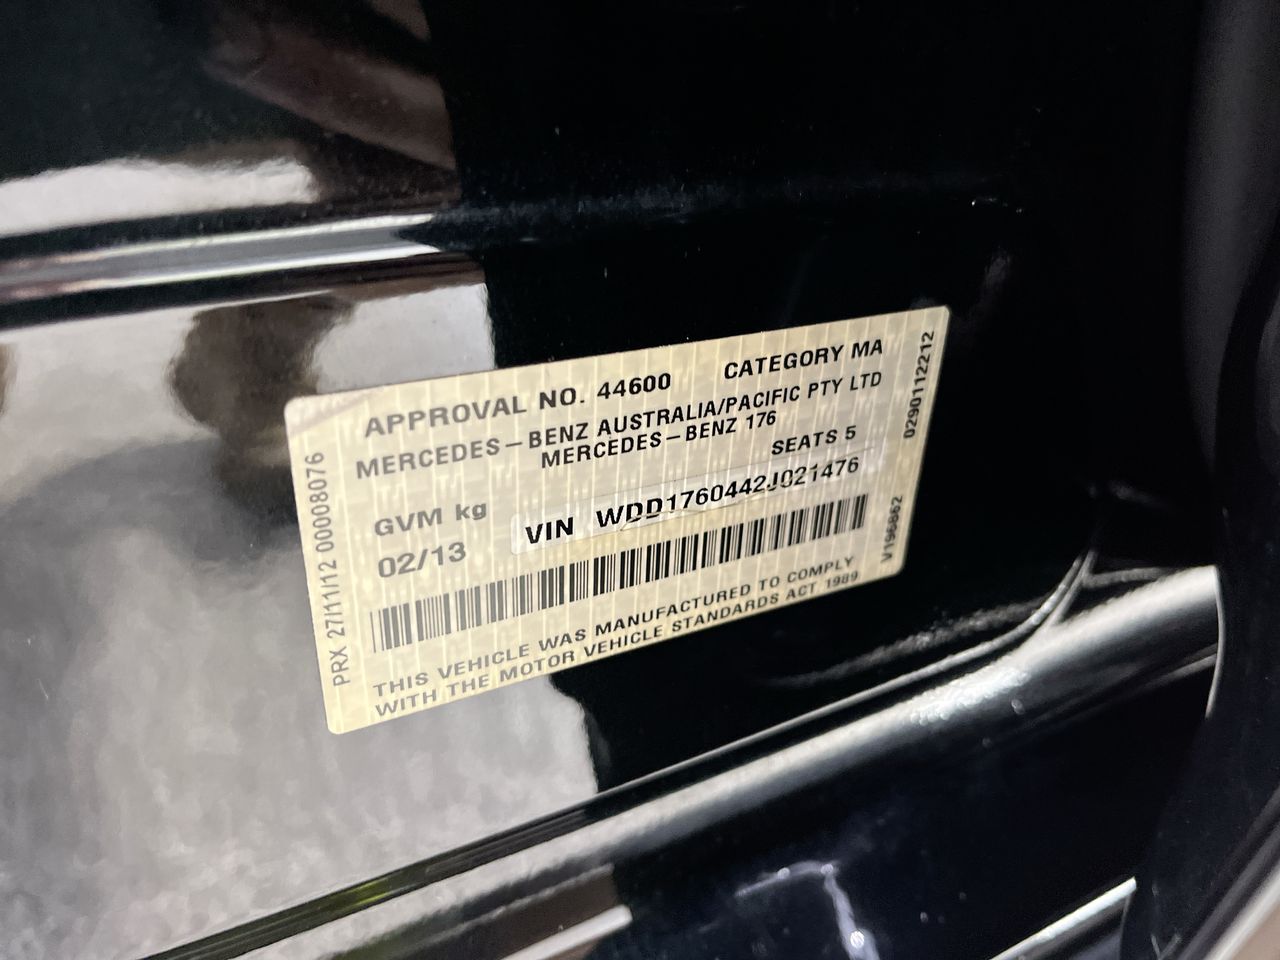 APPROVAL NO. 44600 CATEGORY MA
MERCEDES-BENZ AUSTRALIA/PACIFIC PTY LTD
MERCEDES-BENZ 176
SEATS 5
GVM kg
VIN WDD1760442J021476
02/13
THIS VEHICLE WAS MANUFACTURED TO COMPLY
WITH THE MOTOR VEHICLE STANDARDS ACT 1989
PRX 27/11/12 00008076
0290112212
V196862